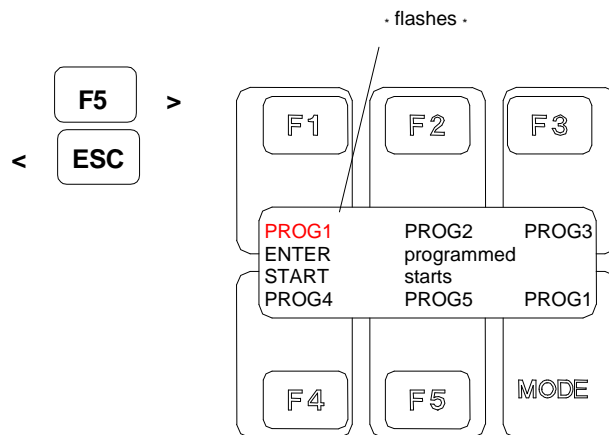 * flashes *
F5 >
< ESC
F1 F2 F3
PROG1 PROG2 PROG3
ENTER programmed
START starts
PROG4 PROG5 PROG1
F4 F5 MODE